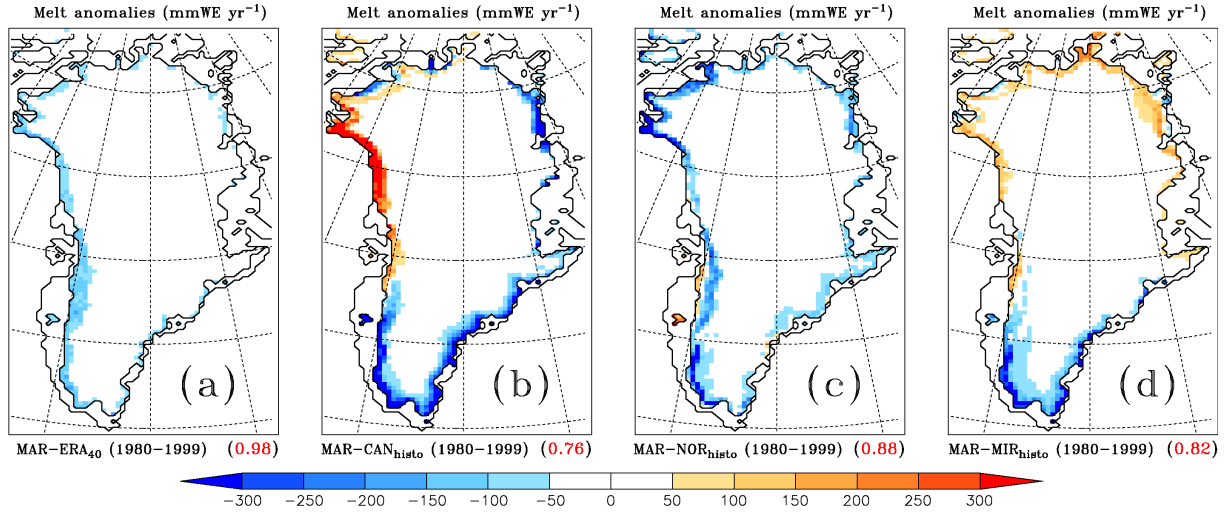 Melt anomalies (mmWE yr⁻¹) Melt anomalies (mmWE yr⁻¹) Melt anomalies (mmWE yr⁻¹) Melt anomalies (mmWE yr⁻¹)
(a) (b) (c) (d)
MAR−ERA₄₀ (1980−1999) (0.98) MAR−CAN_histo (1980−1999) (0.76) MAR−NOR_histo (1980−1999) (0.88) MAR−MIR_histo (1980−1999) (0.82)
−300 −250 −200 −150 −100 −50 0 50 100 150 200 250 300